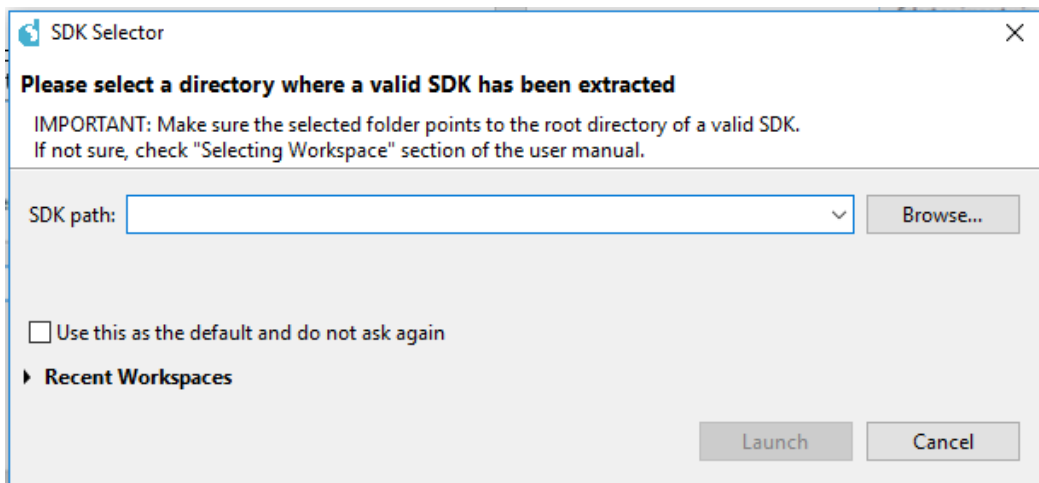 SDK Selector
Please select a directory where a valid SDK has been extracted
IMPORTANT: Make sure the selected folder points to the root directory of a valid SDK.
If not sure, check "Selecting Workspace" section of the user manual.
SDK path:
Browse...
Use this as the default and do not ask again
Recent Workspaces
Launch
Cancel